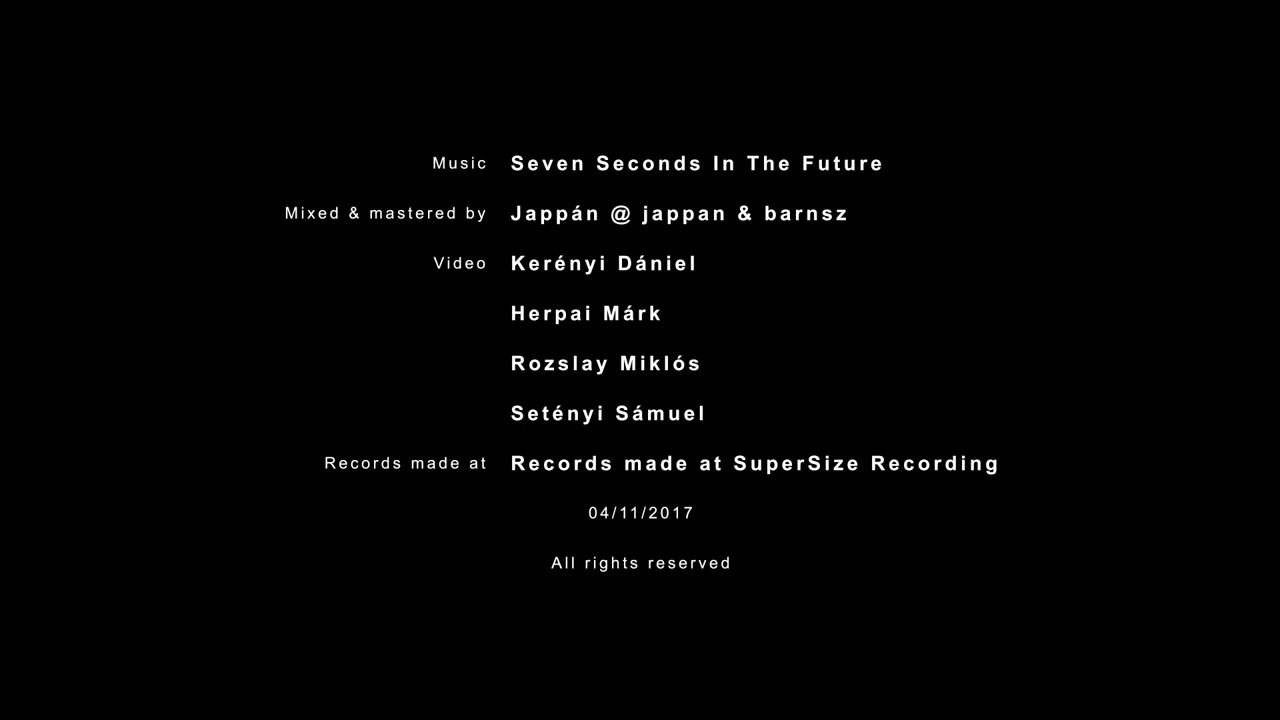 Music Seven Seconds In The Future
Mixed & mastered by Jappán @ jappan & barnsz
Video Kerényi Dániel
Herpai Márk
Rozslay Miklós
Setényi Sámuel
Records made at Records made at SuperSize Recording
04/11/2017
All rights reserved